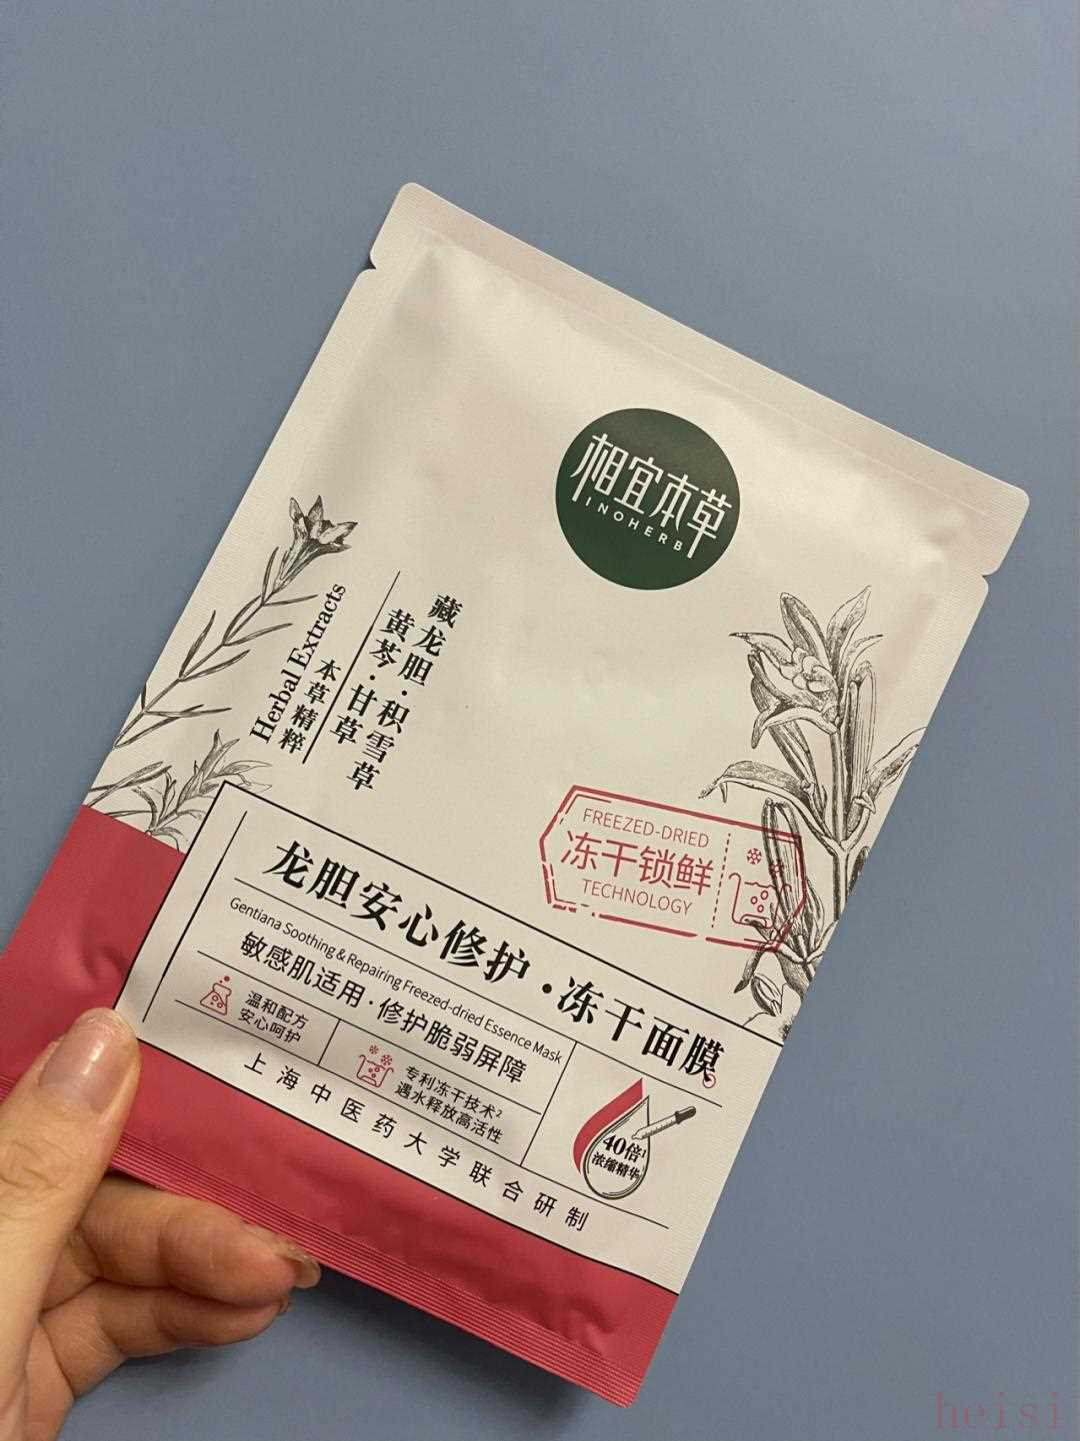 相宜本草
INOHERB
藏龙胆·积雪草
黄芩·甘草
本草精粹
Herbal Extracts
FREEZED-DRIED
冻干锁鲜
TECHNOLOGY
龙胆安心修护·冻干面膜
Gentiana Soothing & Repairing Freezed-dried Essence Mask
敏感肌适用·修护脆弱屏障
温和配方
安心呵护
专利冻干技术²
遇水释放高活性
40倍¹
浓缩精华
上海中医药大学联合研制
heisi